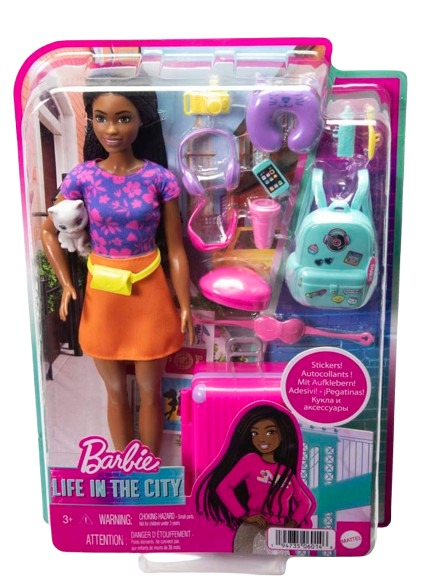 Stickers!
Autocollants !
Mit Aufklebern!
Adesivi! - ¡Pegatinas!
Кукла и
аксессуары
Barbie
LIFE IN THE CITY
3+
WARNING: CHOKING HAZARD - Small parts.
Not for children under 3 years.
ATTENTION : DANGER D'ÉTOUFFEMENT -
Petits éléments. Ne convient pas
aux enfants de moins de 36 mois.
MATTEL